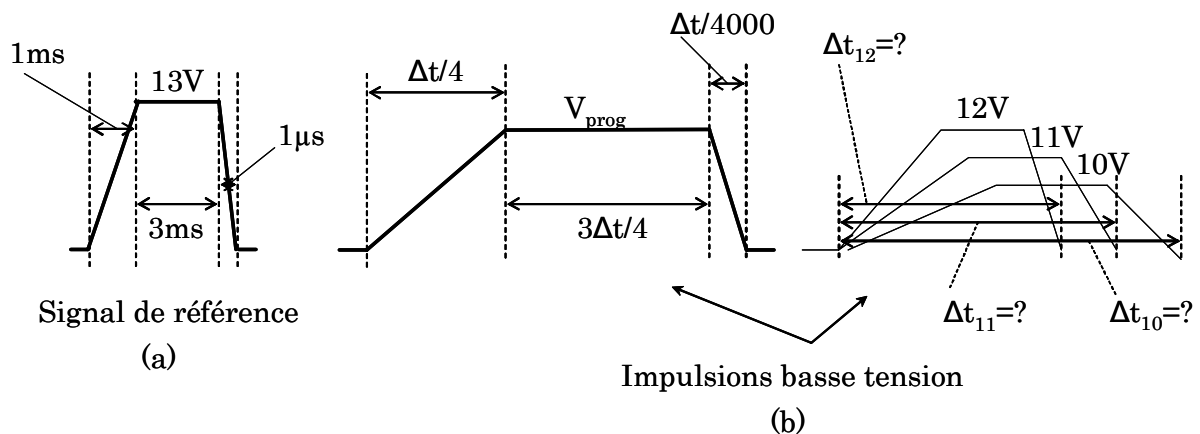 1ms
13V
1µs
3ms
Signal de référence
(a)
Δt/4
V_prog
Δt/4000
3Δt/4
Δt₁₂=?
12V
11V
10V
Δt₁₁=?
Δt₁₀=?
Impulsions basse tension
(b)